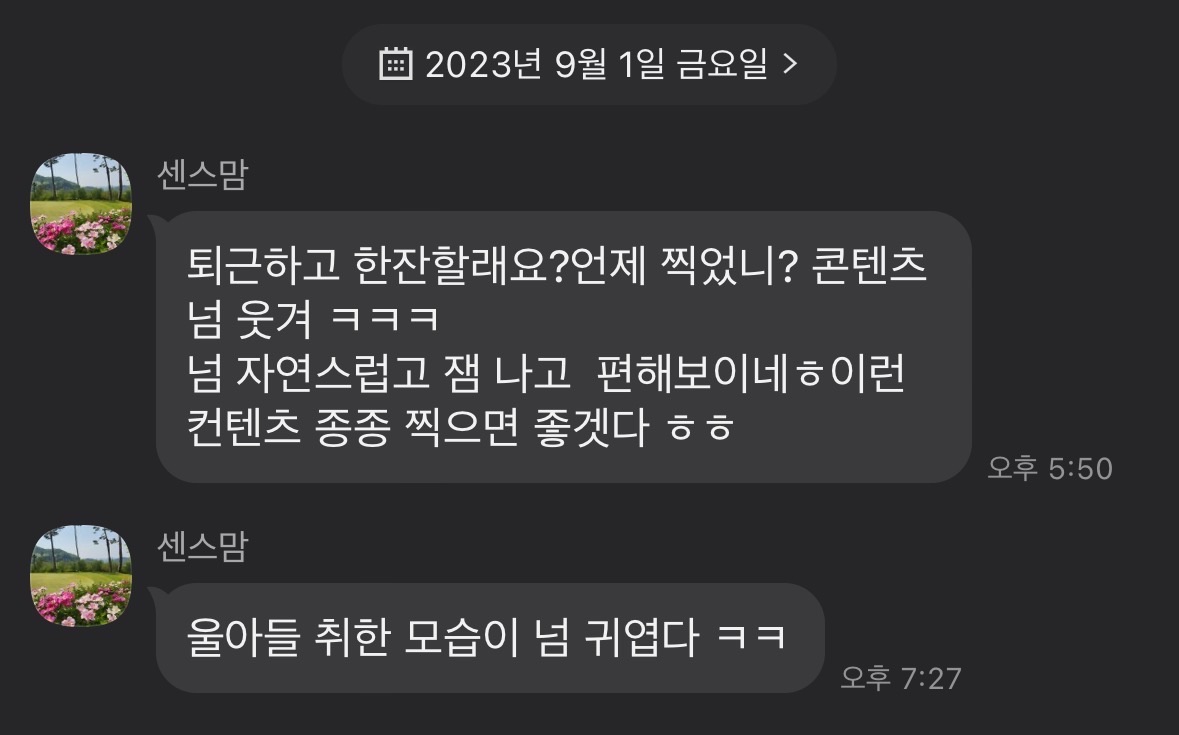 2023년 9월 1일 금요일 >
센스맘
퇴근하고 한잔할래요?언제 찍었니? 콘텐츠
넘 웃겨 ㅋㅋㅋ
넘 자연스럽고 잼 나고  편해보이네ㅎ이런
컨텐츠 종종 찍으면 좋겟다 ㅎㅎ
오후 5:50
센스맘
울아들 취한 모습이 넘 귀엽다 ㅋㅋ
오후 7:27